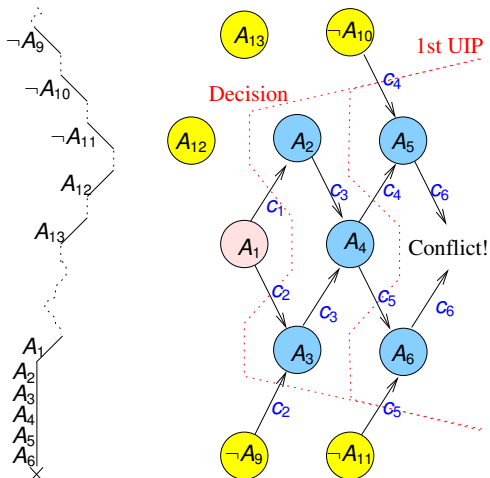 ¬A9
¬A10
¬A11
A12
A13
A1
A2
A3
A4
A5
A6
A13
¬A10
1st UIP
c4
Decision
A12
A2
A5
c3
c4
c6
c1
A1
A4
Conflict!
c2
c3
c5
c6
A3
A6
c2
c5
¬A9
¬A11